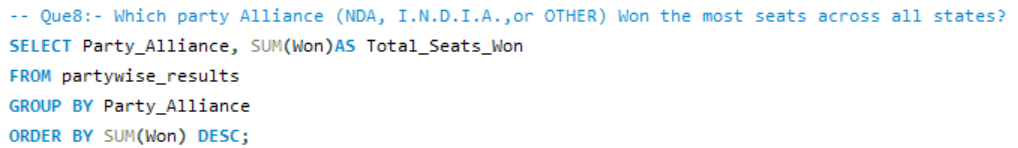 -- Que8:- Which party Alliance (NDA, I.N.D.I.A.,or OTHER) Won the most seats across all states?
SELECT Party_Alliance, SUM(Won)AS Total_Seats_Won
FROM partywise_results
GROUP BY Party_Alliance
ORDER BY SUM(Won) DESC;